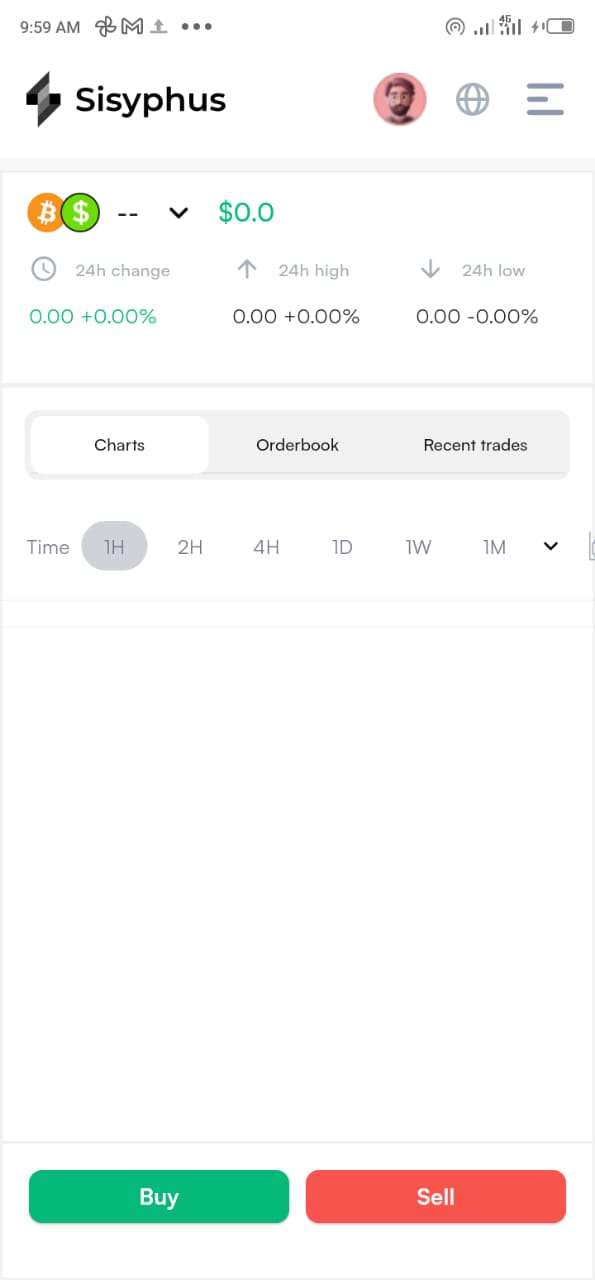 9:59 AM
4G
Sisyphus
-- $0.0
24h change 24h high 24h low
0.00 +0.00% 0.00 +0.00% 0.00 -0.00%
Charts Orderbook Recent trades
Time 1H 2H 4H 1D 1W 1M
Buy Sell